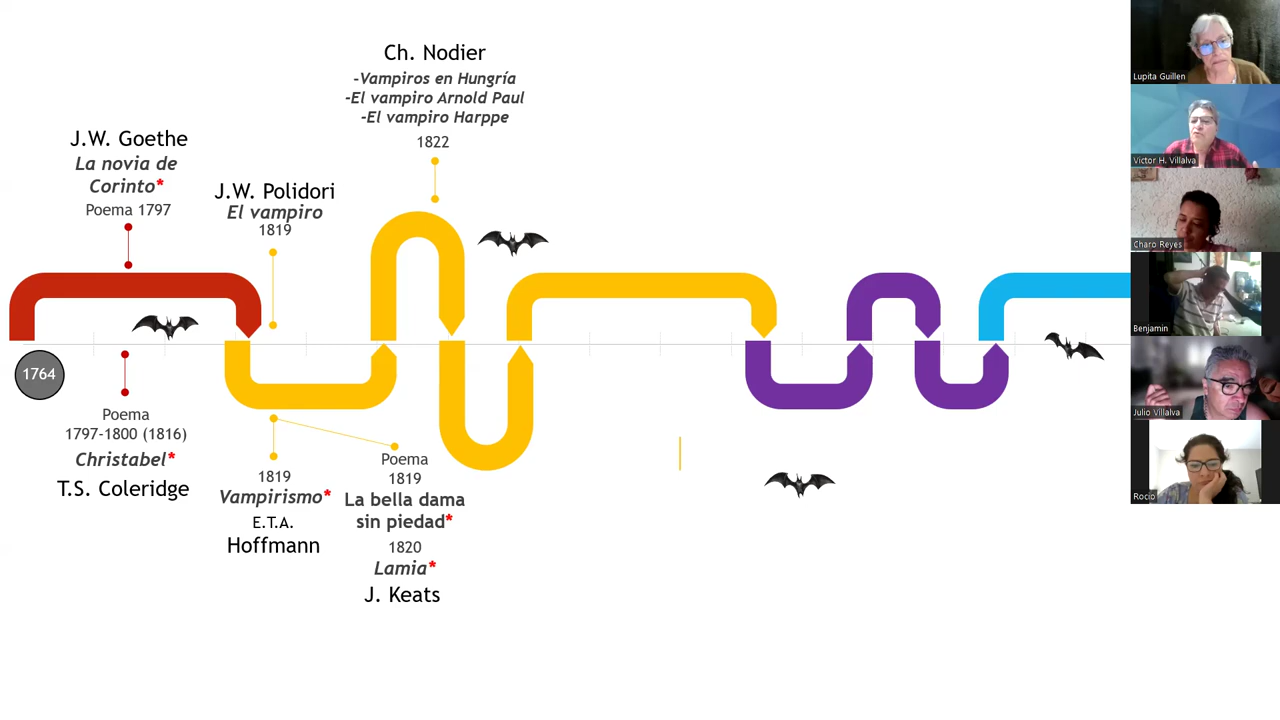 Ch. Nodier
-Vampiros en Hungría
-El vampiro Arnold Paul
-El vampiro Harppe
1822
J.W. Goethe
La novia de
Corinto*
Poema 1797
J.W. Polidori
El vampiro
1819
1764
Poema
1797-1800 (1816)
Christabel*
T.S. Coleridge
1819
Vampirismo*
E.T.A.
Hoffmann
Poema
1819
La bella dama
sin piedad*
1820
Lamia*
J. Keats
Lupita Guillen
Victor H. Villalva
Charo Reyes
Benjamin
Julio Villalva
Rocio